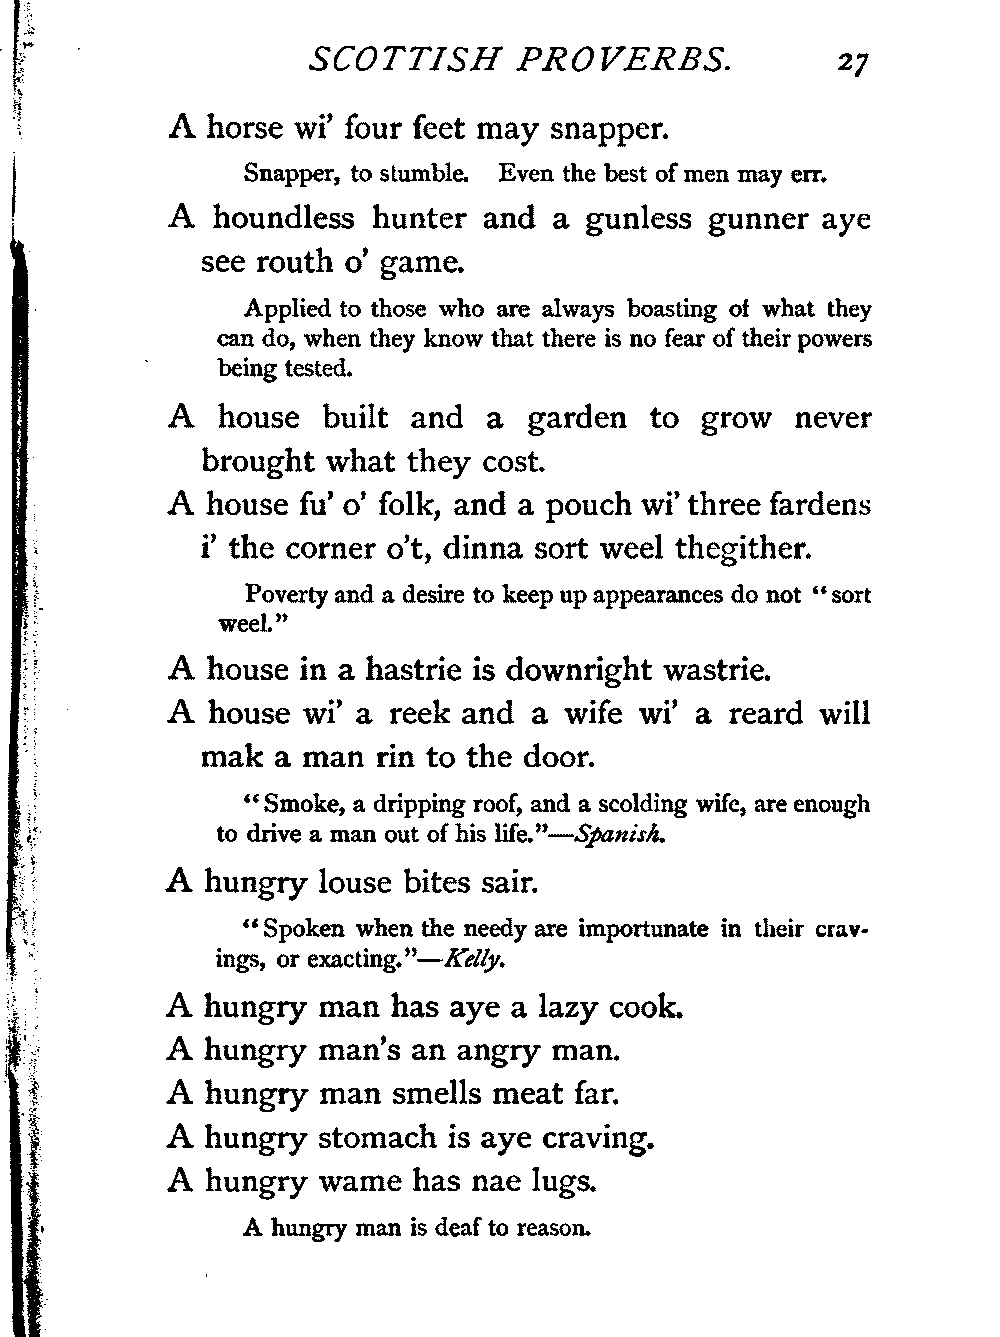 SCOTTISH PROVERBS. 27
A horse wi' four feet may snapper.
Snapper, to stumble. Even the best of men may err.
A houndless hunter and a gunless gunner aye
see routh o' game.
Applied to those who are always boasting of what they
can do, when they know that there is no fear of their powers
being tested.
A house built and a garden to grow never
brought what they cost.
A house fu' o' folk, and a pouch wi' three fardens
i' the corner o't, dinna sort weel thegither.
Poverty and a desire to keep up appearances do not "sort
weel."
A house in a hastrie is downright wastrie.
A house wi' a reek and a wife wi' a reard will
mak a man rin to the door.
"Smoke, a dripping roof, and a scolding wife, are enough
to drive a man out of his life."—Spanish.
A hungry louse bites sair.
"Spoken when the needy are importunate in their crav-
ings, or exacting."—Kelly.
A hungry man has aye a lazy cook.
A hungry man's an angry man.
A hungry man smells meat far.
A hungry stomach is aye craving.
A hungry wame has nae lugs.
A hungry man is deaf to reason.